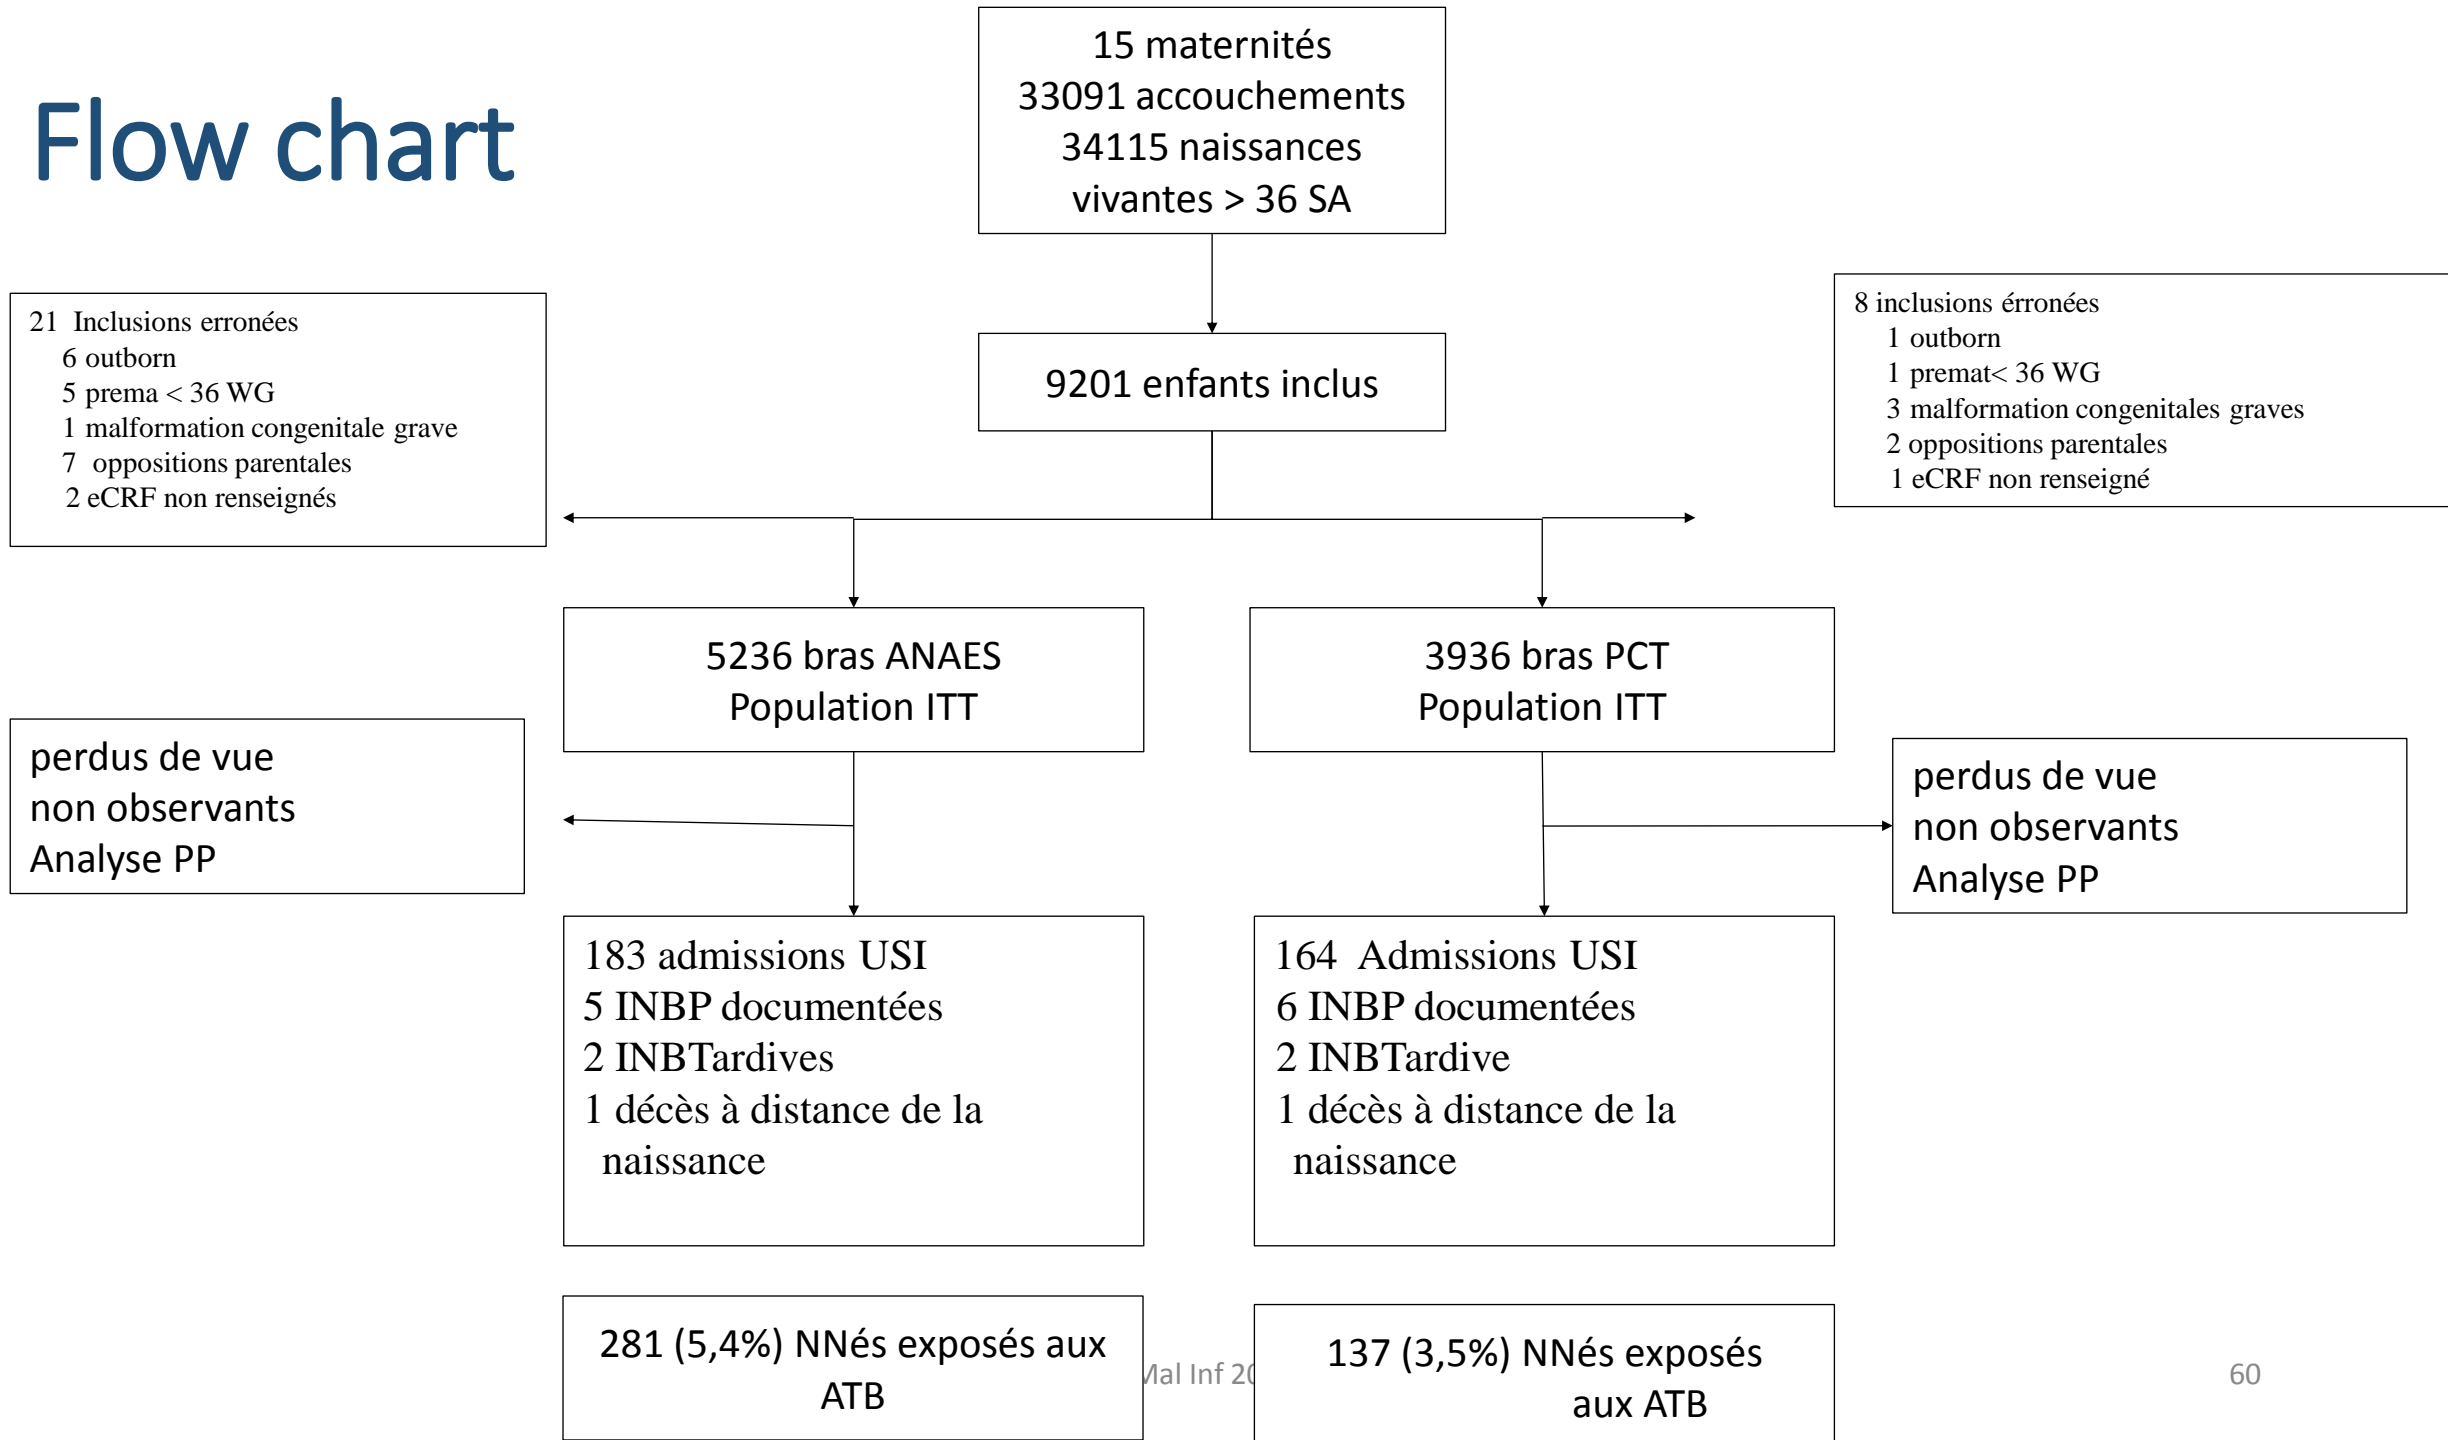 Flow chart
15 maternités
33091 accouchements
34115 naissances
vivantes > 36 SA
21 Inclusions erronées
6 outborn
5 prema < 36 WG
1 malformation congenitale grave
7 oppositions parentales
2 eCRF non renseignés
9201 enfants inclus
8 inclusions érronées
1 outborn
1 premat< 36 WG
3 malformation congenitales graves
2 oppositions parentales
1 eCRF non renseigné
5236 bras ANAES
Population ITT
3936 bras PCT
Population ITT
perdus de vue
non observants
Analyse PP
perdus de vue
non observants
Analyse PP
183 admissions USI
5 INBP documentées
2 INBTardives
1 décès à distance de la
naissance
164 Admissions USI
6 INBP documentées
2 INBTardive
1 décès à distance de la
naissance
281 (5,4%) NNés exposés aux
ATB
137 (3,5%) NNés exposés
aux ATB
Mal Inf
60